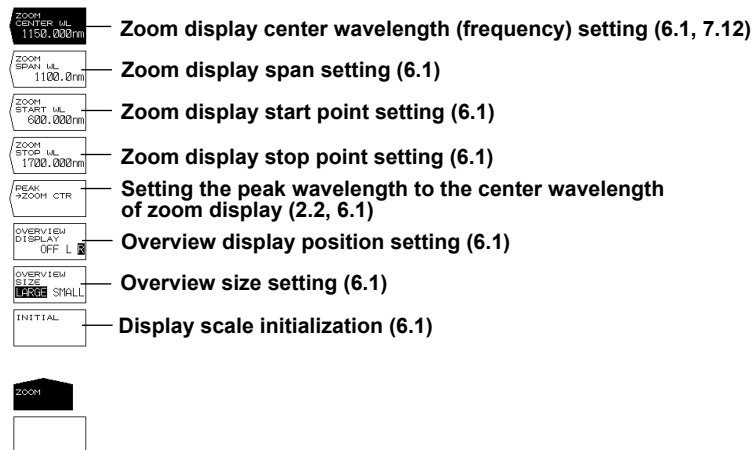 ZOOM
CENTER WL
1150.000nm
Zoom display center wavelength (frequency) setting (6.1, 7.12)
ZOOM
SPAN WL
1100.0nm
Zoom display span setting (6.1)
ZOOM
START WL
600.000nm
Zoom display start point setting (6.1)
ZOOM
STOP WL
1700.000nm
Zoom display stop point setting (6.1)
PEAK
→ZOOM CTR
Setting the peak wavelength to the center wavelength
of zoom display (2.2, 6.1)
OVERVIEW
DISPLAY
OFF L R
Overview display position setting (6.1)
OVERVIEW
SIZE
LARGE SMALL
Overview size setting (6.1)
INITIAL
Display scale initialization (6.1)
ZOOM